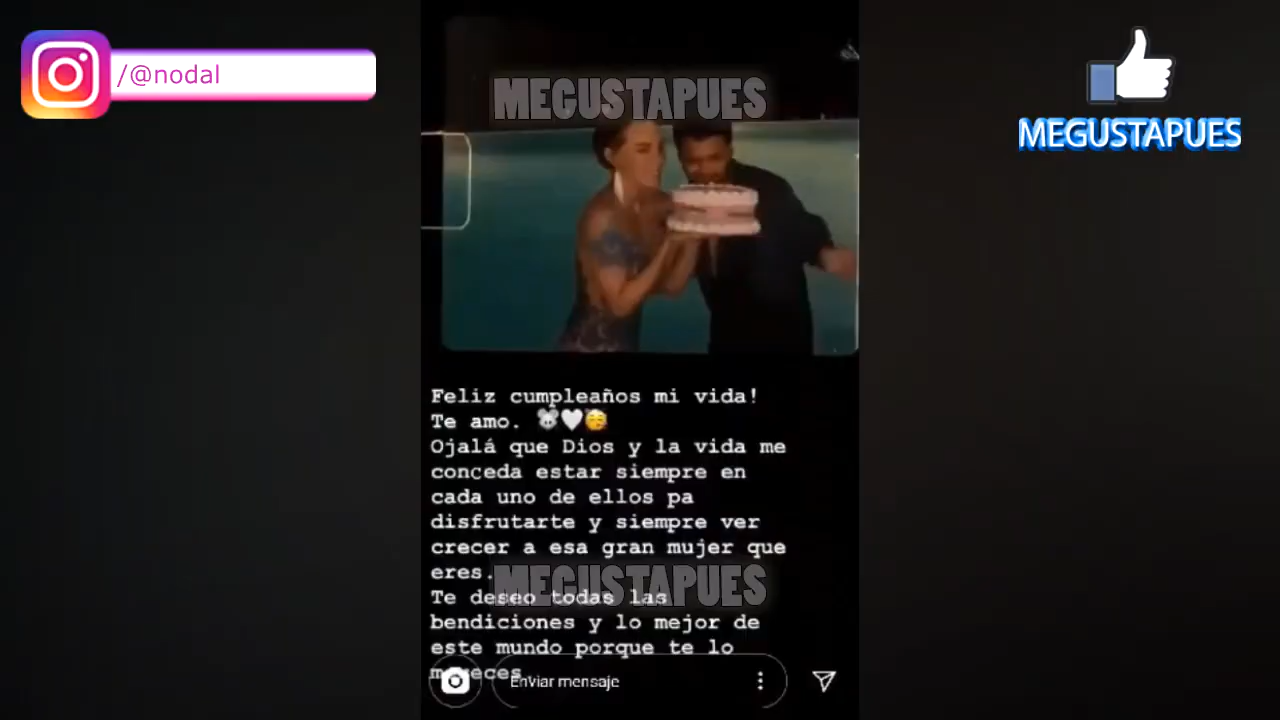 /@nodal
MEGUSTAPUES
MEGUSTAPUES
Feliz cumpleaños mi vida!
Te amo. 🐭🤍🥳
Ojalá que Dios y la vida me
conceda estar siempre en
cada uno de ellos pa
disfrutarte y siempre ver
crecer a esa gran mujer que
eres.
MEGUSTAPUES
Te deseo todas las
bendiciones y lo mejor de
este mundo porque te lo
mereces
Enviar mensaje